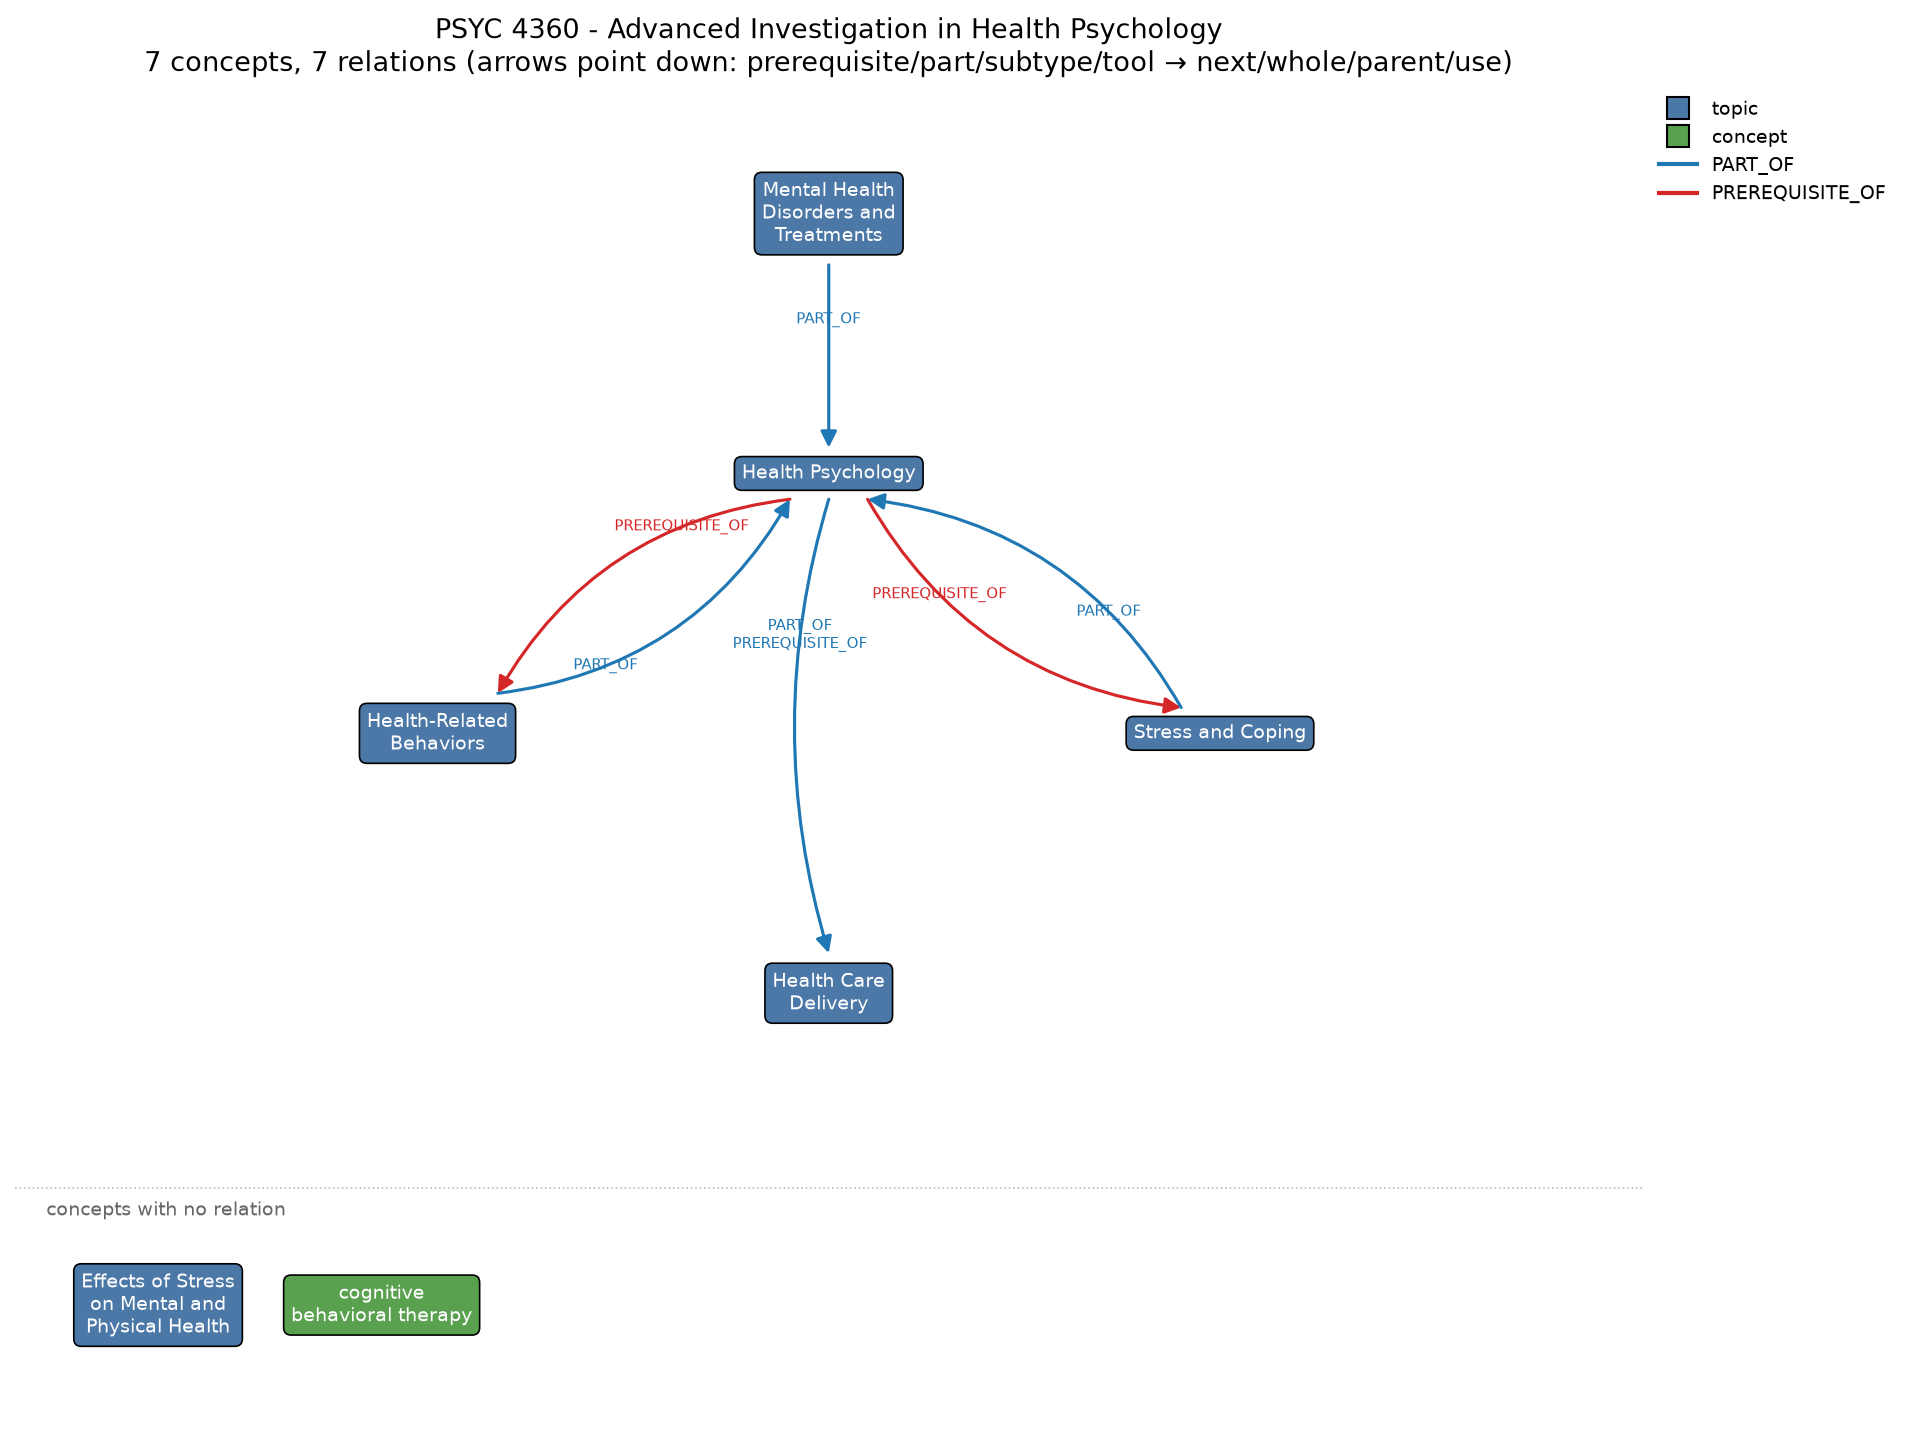 PSYC 4360 - Advanced Investigation in Health Psychology
7 concepts, 7 relations (arrows point down: prerequisite/part/subtype/tool → next/whole/parent/use)
topic
concept
PART_OF
PREREQUISITE_OF
Mental Health
Disorders and
Treatments
PART_OF
Health Psychology
PREREQUISITE_OF
PREREQUISITE_OF
PART_OF
PART_OF
PREREQUISITE_OF
PART_OF
Health-Related
Behaviors
Stress and Coping
Health Care
Delivery
concepts with no relation
Effects of Stress
on Mental and
Physical Health
cognitive
behavioral therapy